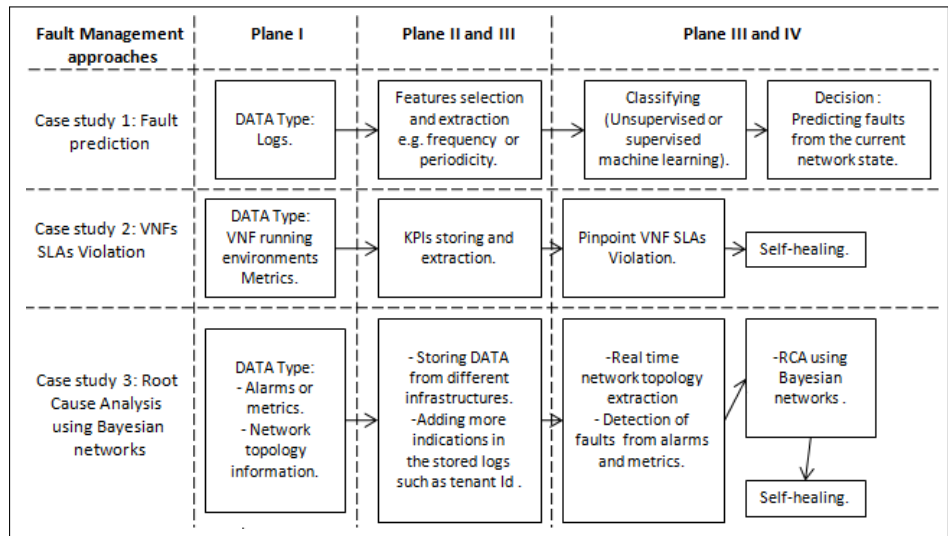 Fault Management
approaches
Plane I
Plane II and III
Plane III and IV
Case study 1: Fault
prediction
DATA Type:
Logs.
Features selection
and extraction
e.g. frequency or
periodicity.
Classifying
(Unsupervised or
supervised
machine learning).
Decision :
Predicting faults
from the current
network state.
Case study 2: VNFs
SLAs Violation
DATA Type:
VNF running
environments
Metrics.
KPIs storing and
extraction.
Pinpoint VNF SLAs
Violation.
Self-healing.
Case study 3: Root
Cause Analysis
using Bayesian
networks
DATA Type:
- Alarms or
metrics.
- Network
topology
information.
- Storing DATA
from different
infrastructures.
-Adding more
indications in
the stored logs
such as tenant Id .
-Real time
network topology
extraction
- Detection of
faults from alarms
and metrics.
-RCA using
Bayesian
networks .
Self-healing.